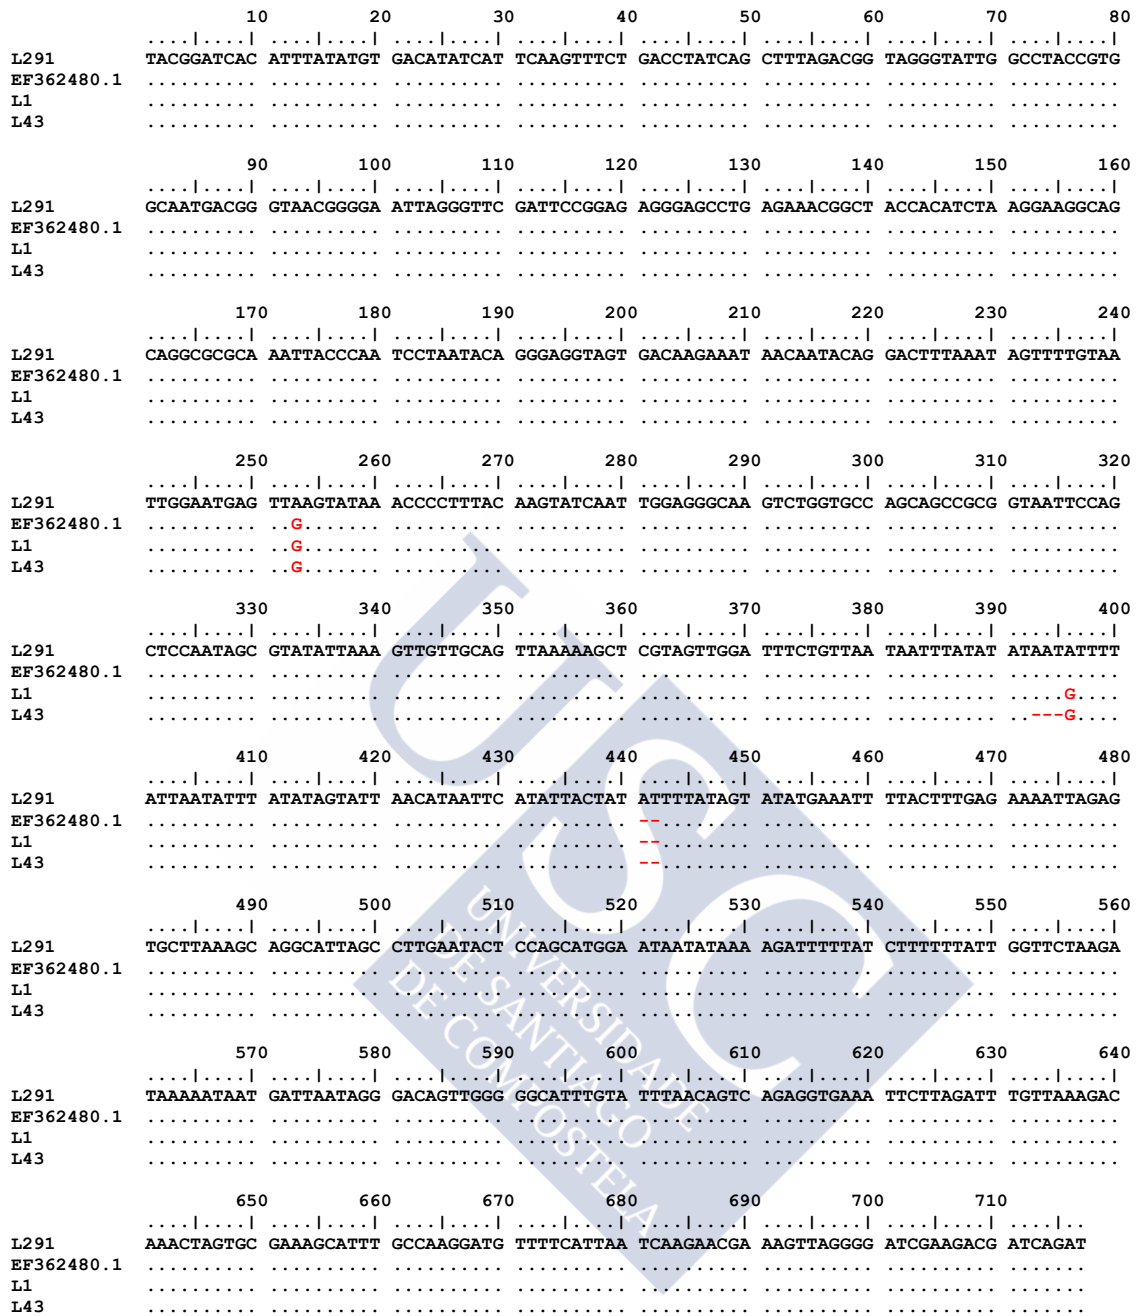 10 20 30 40 50 60 70 80
....|....| ....|....| ....|....| ....|....| ....|....| ....|....| ....|....| ....|....|
L291 TACGGATCAC ATTTATATGT GACATATCAT TCAAGTTTCT GACCTATCAG CTTTAGACGG TAGGGTATTG GCCTACCGTG
EF362480.1 .......... .......... .......... .......... .......... .......... .......... ..........
L1 .......... .......... .......... .......... .......... .......... .......... ..........
L43 .......... .......... .......... .......... .......... .......... .......... ..........
90 100 110 120 130 140 150 160
....|....| ....|....| ....|....| ....|....| ....|....| ....|....| ....|....| ....|....|
L291 GCAATGACGG GTAACGGGGA ATTAGGGTTC GATTCCGGAG AGGGAGCCTG AGAAACGGCT ACCACATCTA AGGAAGGCAG
EF362480.1 .......... .......... .......... .......... .......... .......... .......... ..........
L1 .......... .......... .......... .......... .......... .......... .......... ..........
L43 .......... .......... .......... .......... .......... .......... .......... ..........
170 180 190 200 210 220 230 240
....|....| ....|....| ....|....| ....|....| ....|....| ....|....| ....|....| ....|....|
L291 CAGGCGCGCA AATTACCCAA TCCTAATACA GGGAGGTAGT GACAAGAAAT AACAATACAG GACTTTAAAT AGTTTTGTAA
EF362480.1 .......... .......... .......... .......... .......... .......... .......... ..........
L1 .......... .......... .......... .......... .......... .......... .......... ..........
L43 .......... .......... .......... .......... .......... .......... .......... ..........
250 260 270 280 290 300 310 320
....|....| ....|....| ....|....| ....|....| ....|....| ....|....| ....|....| ....|....|
L291 TTGGAATGAG TTAAGTATAA ACCCCTTTAC AAGTATCAAT TGGAGGGCAA GTCTGGTGCC AGCAGCCGCG GTAATTCCAG
EF362480.1 .......... ..G....... .......... .......... .......... .......... .......... ..........
L1 .......... ..G....... .......... .......... .......... .......... .......... ..........
L43 .......... ..G....... .......... .......... .......... .......... .......... ..........
330 340 350 360 370 380 390 400
....|....| ....|....| ....|....| ....|....| ....|....| ....|....| ....|....| ....|....|
L291 CTCCAATAGC GTATATTAAA GTTGTTGCAG TTAAAAAGCT CGTAGTTGGA TTTCTGTTAA TAATTTATAT ATAATATTTT
EF362480.1 .......... .......... .......... .......... .......... .......... .......... ..........
L1 .......... .......... .......... .......... .......... .......... .......... .....G....
L43 .......... .......... .......... .......... .......... .......... .......... ..---G....
410 420 430 440 450 460 470 480
....|....| ....|....| ....|....| ....|....| ....|....| ....|....| ....|....| ....|....|
L291 ATTAATATTT ATATAGTATT AACATAATTC ATATTACTAT ATTTTATAGT ATATGAAATT TTACTTTGAG AAAATTAGAG
EF362480.1 .......... .......... .......... .......... --........ .......... .......... ..........
L1 .......... .......... .......... .......... --........ .......... .......... ..........
L43 .......... .......... .......... .......... --........ .......... .......... ..........
490 500 510 520 530 540 550 560
....|....| ....|....| ....|....| ....|....| ....|....| ....|....| ....|....| ....|....|
L291 TGCTTAAAGC AGGCATTAGC CTTGAATACT CCAGCATGGA ATAATATAAA AGATTTTTAT CTTTTTTATT GGTTCTAAGA
EF362480.1 .......... .......... .......... .......... .......... .......... .......... ..........
L1 .......... .......... .......... .......... .......... .......... .......... ..........
L43 .......... .......... .......... .......... .......... .......... .......... ..........
570 580 590 600 610 620 630 640
....|....| ....|....| ....|....| ....|....| ....|....| ....|....| ....|....| ....|....|
L291 TAAAAATAAT GATTAATAGG GACAGTTGGG GGCATTTGTA TTTAACAGTC AGAGGTGAAA TTCTTAGATT TGTTAAAGAC
EF362480.1 .......... .......... .......... .......... .......... .......... .......... ..........
L1 .......... .......... .......... .......... .......... .......... .......... ..........
L43 .......... .......... .......... .......... .......... .......... .......... ..........
650 660 670 680 690 700 710
....|....| ....|....| ....|....| ....|....| ....|....| ....|....| ....|....| ....|..
L291 AAACTAGTGC GAAAGCATTT GCCAAGGATG TTTTCATTAA TCAAGAACGA AAGTTAGGGG ATCGAAGACG ATCAGAT
EF362480.1 .......... .......... .......... .......... .......... .......... .......... .......
L1 .......... .......... .......... .......... .......... .......... .......... .......
L43 .......... .......... .......... .......... .......... .......... .......... .......
USC
UNIVERSIDADE
DE SANTIAGO
DE COMPOSTELA